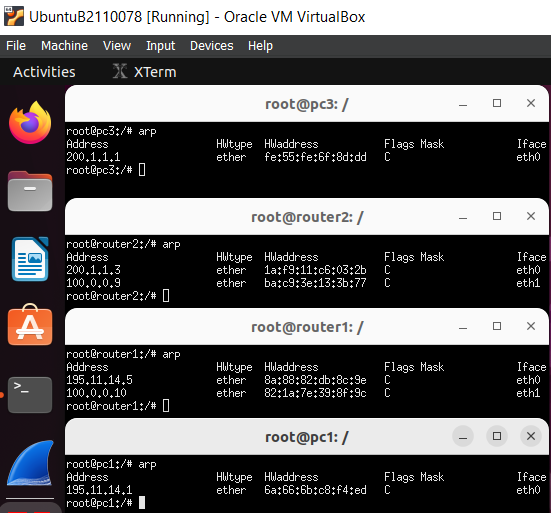 UbuntuB2110078 [Running] - Oracle VM VirtualBox
File Machine View Input Devices Help
Activities XTerm
root@pc3: /
root@pc3:/# arp
Address HWtype HWaddress Flags Mask Iface
200.1.1.1 ether fe:55:fe:6f:8d:dd C eth0
root@pc3:/#
root@router2: /
root@router2:/# arp
Address HWtype HWaddress Flags Mask Iface
200.1.1.3 ether 1a:f9:11:c6:03:2b C eth0
100.0.0.9 ether ba:c9:3e:13:3b:77 C eth1
root@router2:/#
root@router1: /
root@router1:/# arp
Address HWtype HWaddress Flags Mask Iface
195.11.14.5 ether 8a:88:82:db:8c:9e C eth0
100.0.0.10 ether 82:1a:7e:39:8f:9c C eth1
root@router1:/#
root@pc1: /
root@pc1:/# arp
Address HWtype HWaddress Flags Mask Iface
195.11.14.1 ether 6a:66:6b:c8:f4:ed C eth0
root@pc1:/#